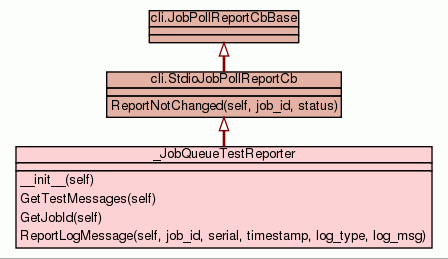 cli.JobPollReportCbBase
cli.StdioJobPollReportCb
ReportNotChanged(self, job_id, status)
_JobQueueTestReporter
__init__(self)
GetTestMessages(self)
GetJobId(self)
ReportLogMessage(self, job_id, serial, timestamp, log_type, log_msg)